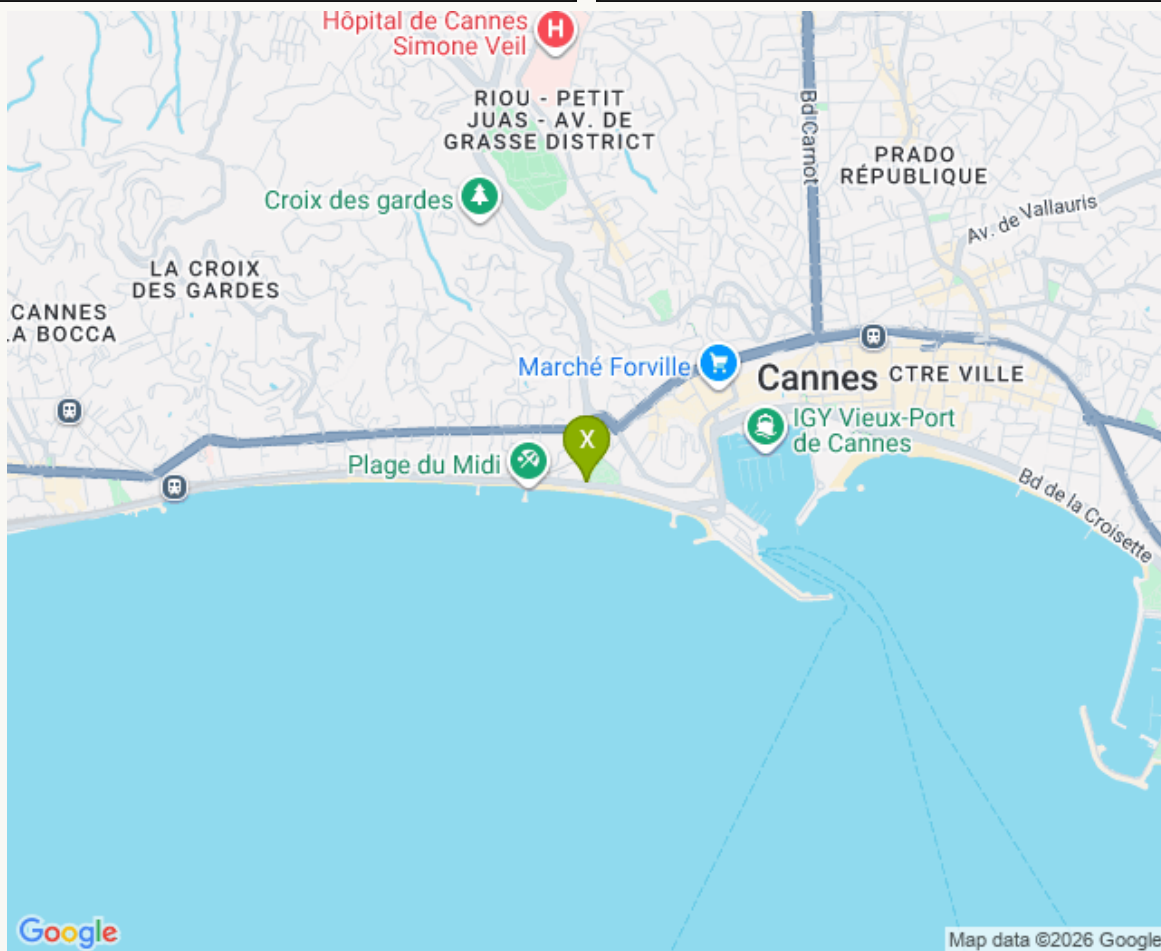 Hôpital de Cannes
Simone Veil
H
RIOU - PETIT
JUAS - AV. DE
GRASSE DISTRICT
Bd Carnot
PRADO
RÉPUBLIQUE
Croix des gardes
Av. de Vallauris
LA CROIX
DES GARDES
CANNES
LA BOCCA
Marché Forville
Cannes
CTRE VILLE
IGY Vieux-Port
de Cannes
X
Plage du Midi
Bd de la Croisette
Google
Map data ©2026 Google